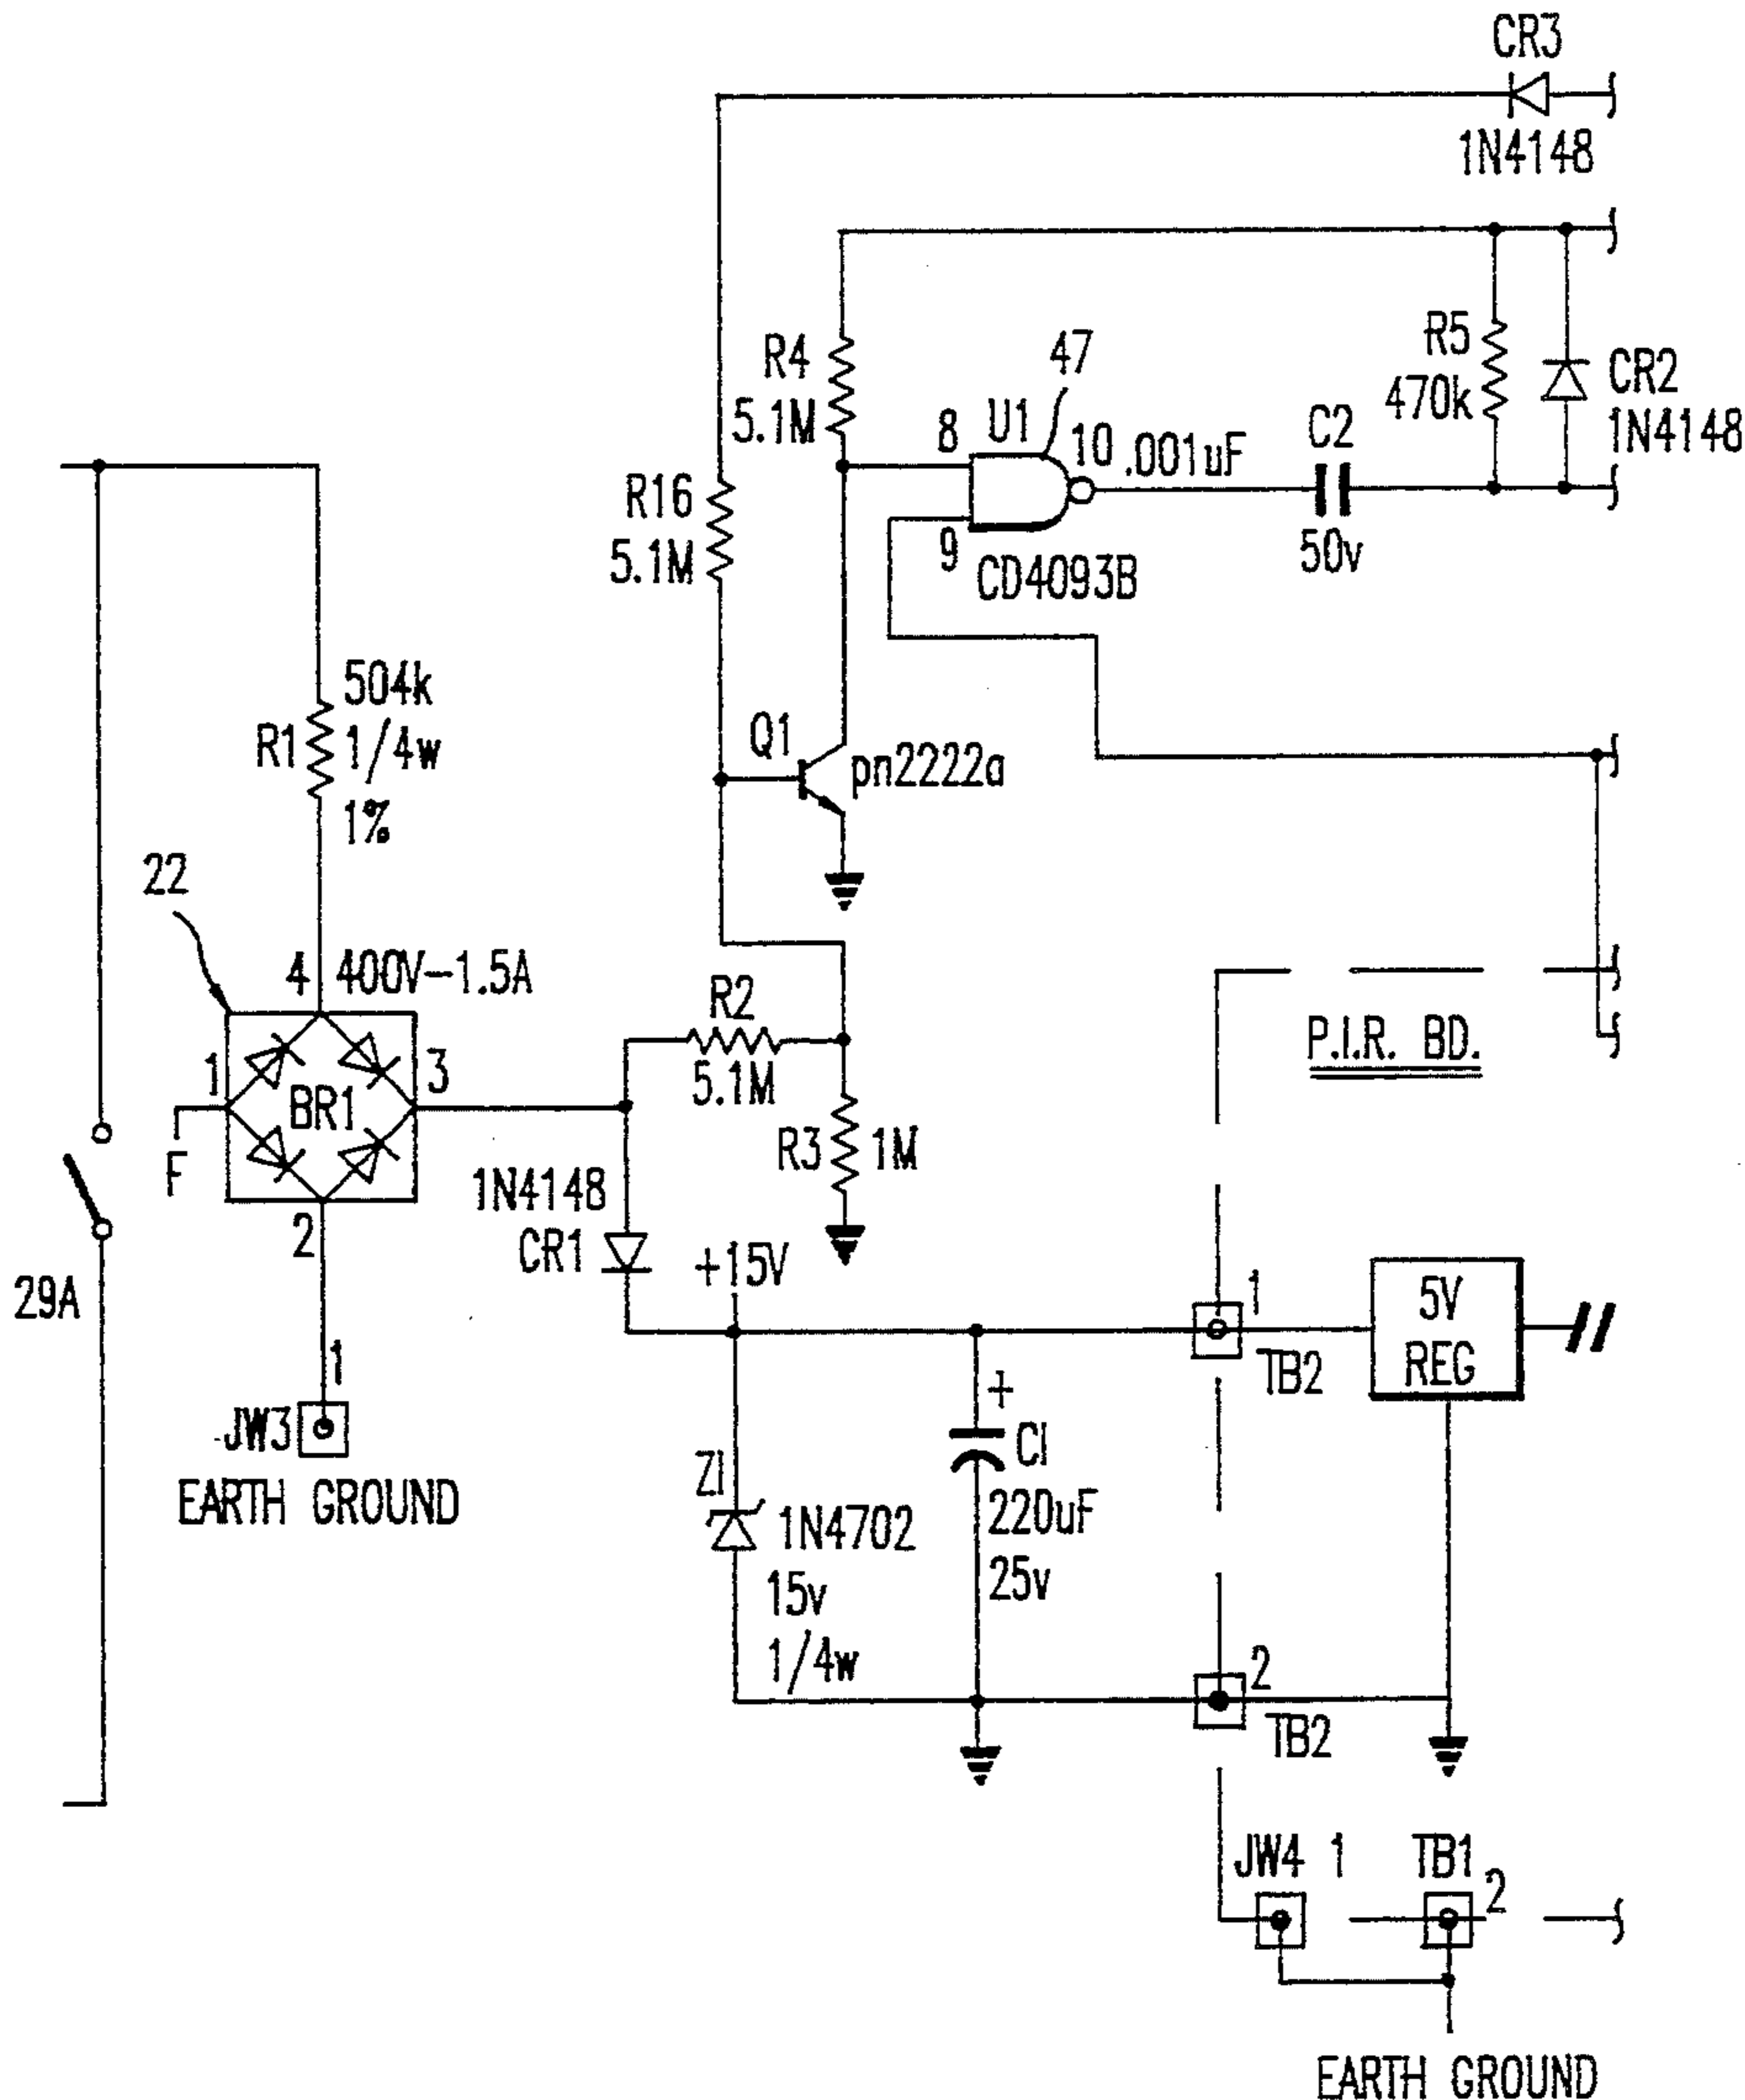 CR3
1N4148
R4
5.1M
47
U1
8
9
10
.001uF
CD4093B
C2
50v
R5
470k
CR2
1N4148
R16
5.1M
504k
R1
1/4w
1%
Q1
pn2222a
22
4
400V-1.5A
1
BR1
3
F
2
R2
5.1M
R3
1M
P.I.R. BD.
1N4148
CR1
+15V
29A
1
JW3
EARTH GROUND
1
TB2
5V
REG
+
C1
220uF
25v
Z1
1N4702
15v
1/4w
2
TB2
JW4 1
TB1
2
EARTH GROUND